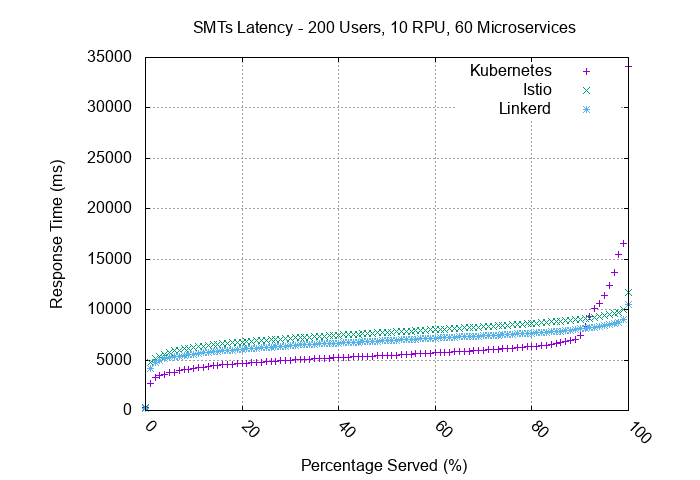 SMTs Latency - 200 Users, 10 RPU, 60 Microservices
35000
30000
25000
20000
15000
10000
5000
0
Response Time (ms)
Kubernetes
Istio
Linkerd
0
20
40
60
80
100
Percentage Served (%)